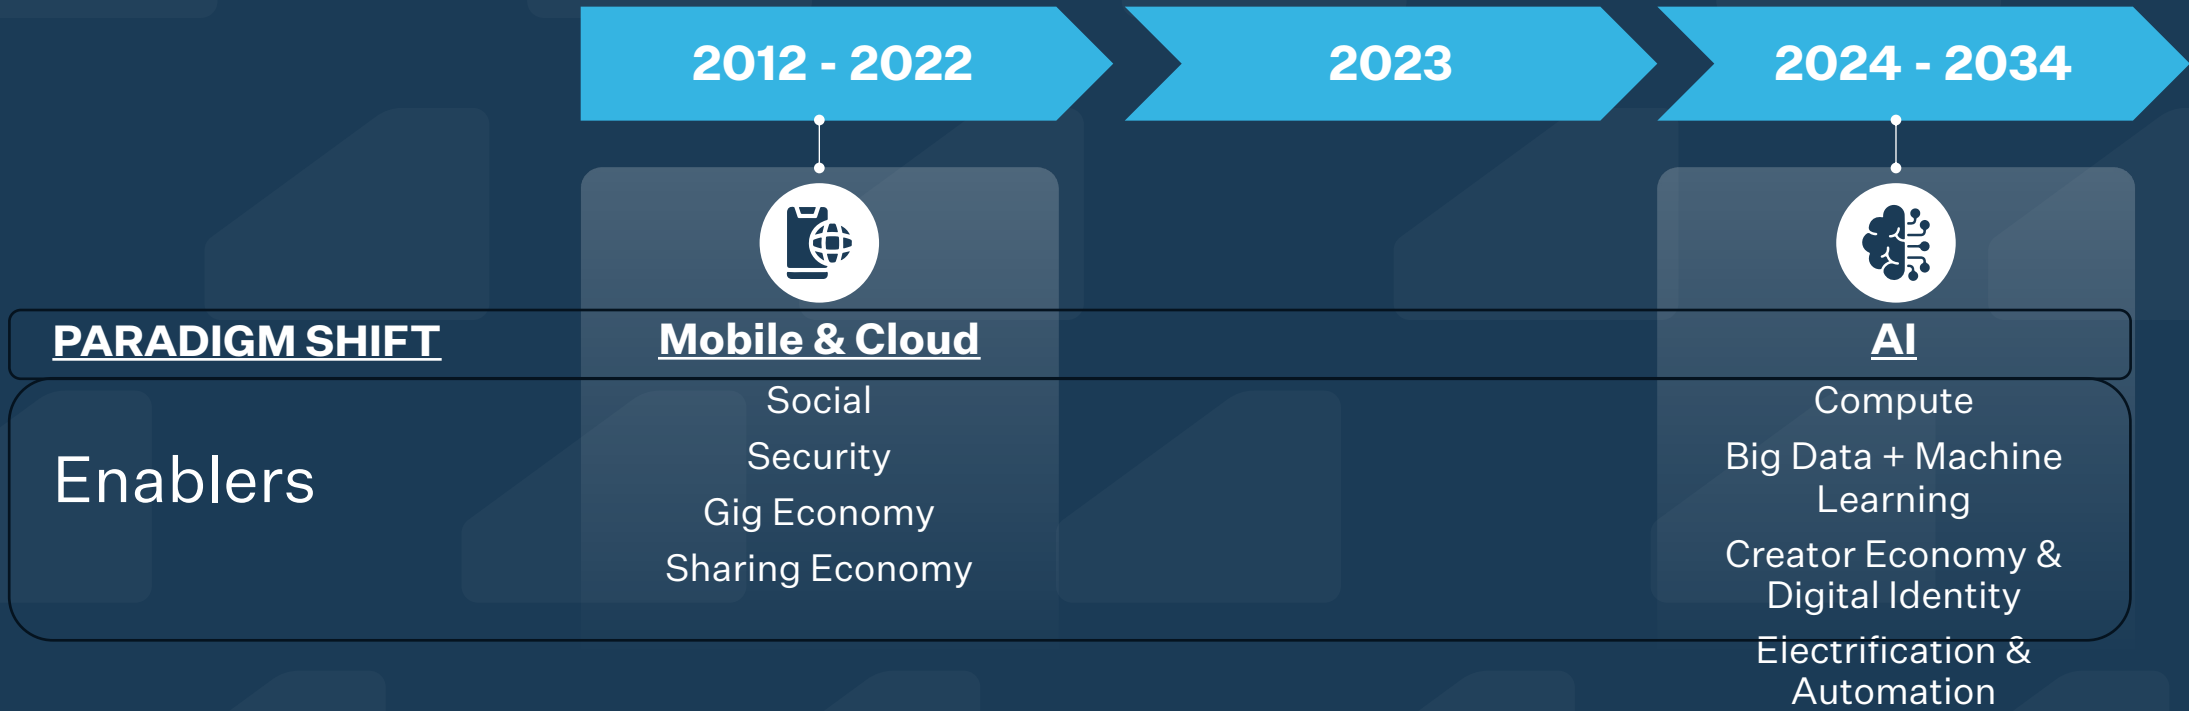 2012 - 2022
2023
2024 - 2034
PARADIGM SHIFT
Mobile & Cloud
AI
Enablers
Social
Security
Gig Economy
Sharing Economy
Compute
Big Data + Machine
Learning
Creator Economy &
Digital Identity
Electrification &
Automation